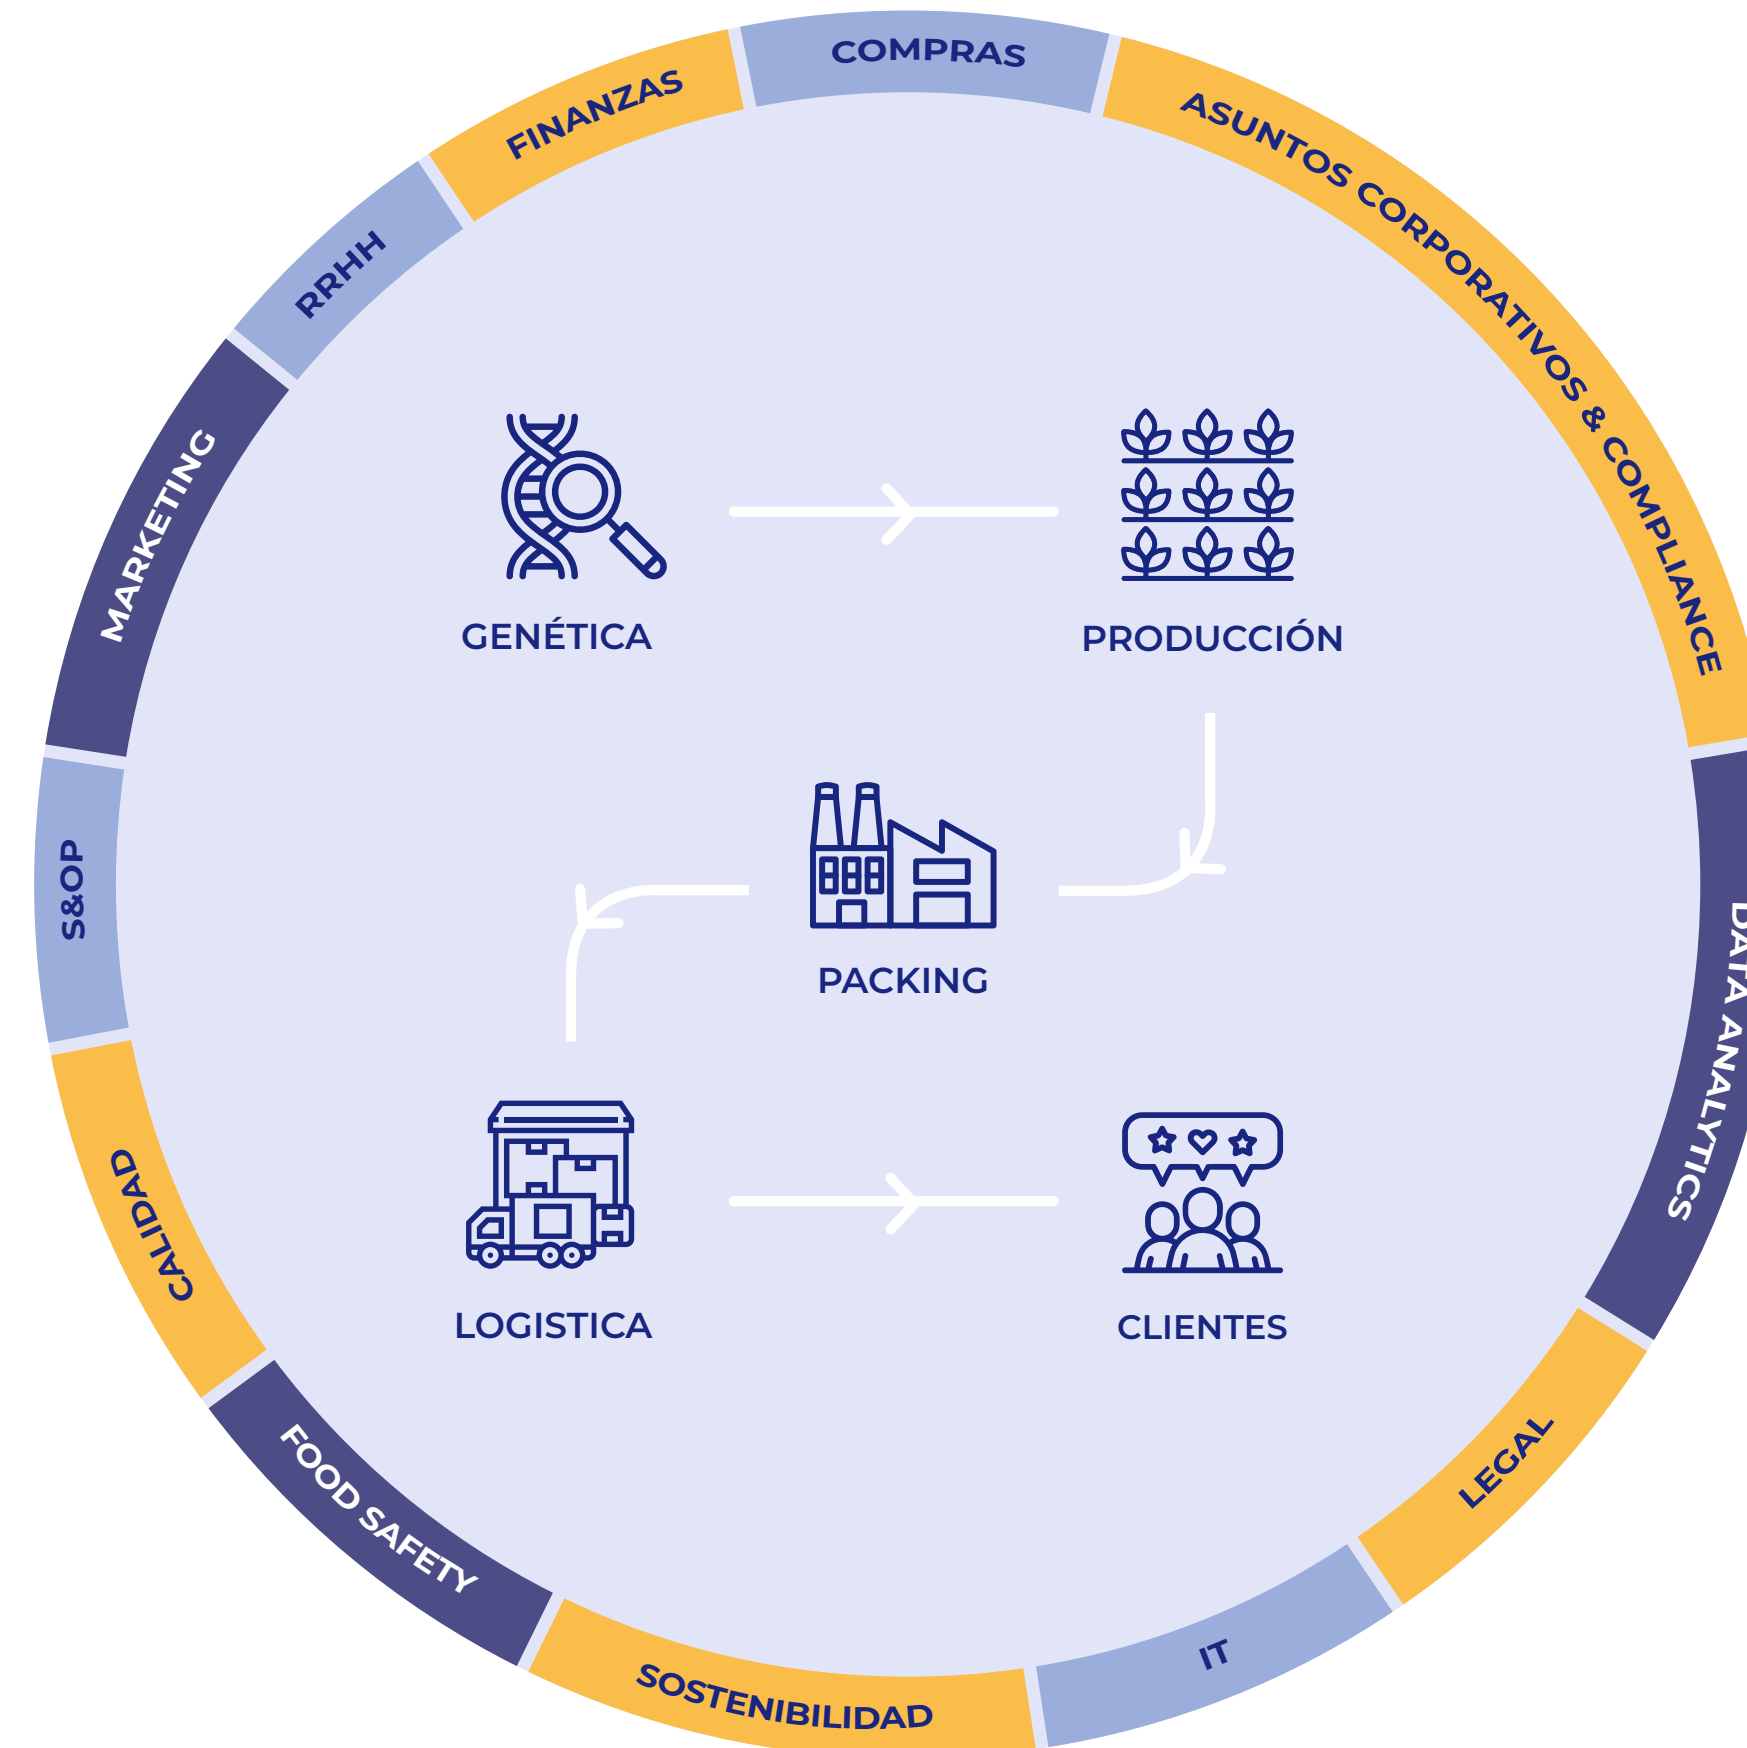 COMPRAS
ASUNTOS CORPORATIVOS & COMPLIANCE
DATA ANALYTICS
LEGAL
IT
SOSTENIBILIDAD
FOOD SAFETY
CALIDAD
S&OP
MARKETING
RRHH
FINANZAS
GENÉTICA
PRODUCCIÓN
PACKING
LOGISTICA
CLIENTES